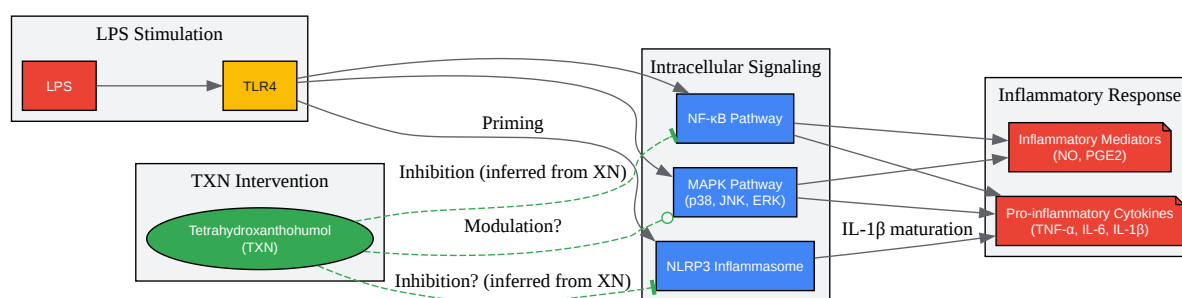 LPS Stimulation
LPS
TLR4
Priming
TXN Intervention
Tetrahydroxanthohumol
(TXN)
Inhibition (inferred from XN)
Modulation?
Inhibition? (inferred from XN)
Intracellular Signaling
NF-κB Pathway
MAPK Pathway
(p38, JNK, ERK)
NLRP3 Inflammasome
IL-1β maturation
Inflammatory Response
Inflammatory Mediators
(NO, PGE2)
Pro-inflammatory Cytokines
(TNF-α, IL-6, IL-1β)